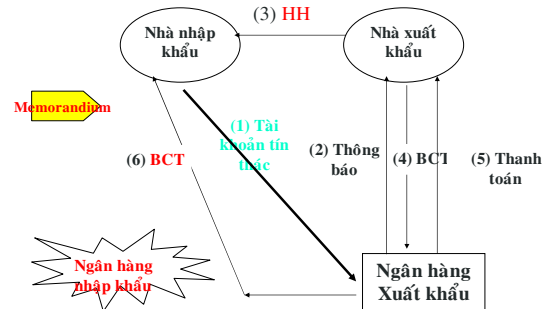 (3) HH
Nhà nhập
khẩu
Nhà xuất
khẩu
Memorandium
(1) Tài
khoản tín
thác
(6) BCT
(2) Thông
báo
(4) BCT
(5) Thanh
toán
Ngân hàng
nhập khẩu
Ngân hàng
Xuất khẩu